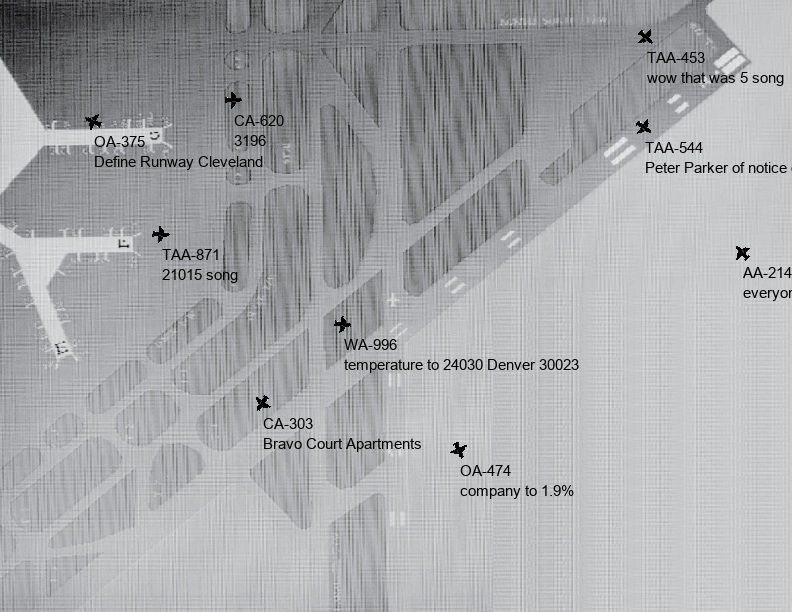 TAA-453
wow that was 5 song
CA-620
3196
OA-375
Define Runway Cleveland
TAA-544
Peter Parker of notice
TAA-871
21015 song
AA-214
WA-996
temperature to 24030 Denver 30023
CA-303
Bravo Court Apartments
OA-474
company to 1.9%